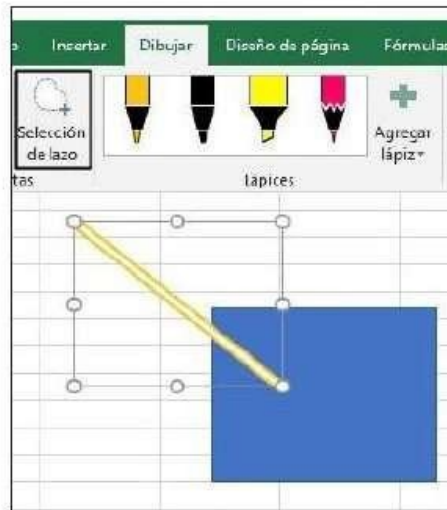 Insertar Dibujar Diseño de página Fórmulas
Selección
de lazo
Agregar
lápiz
tas
Lápices